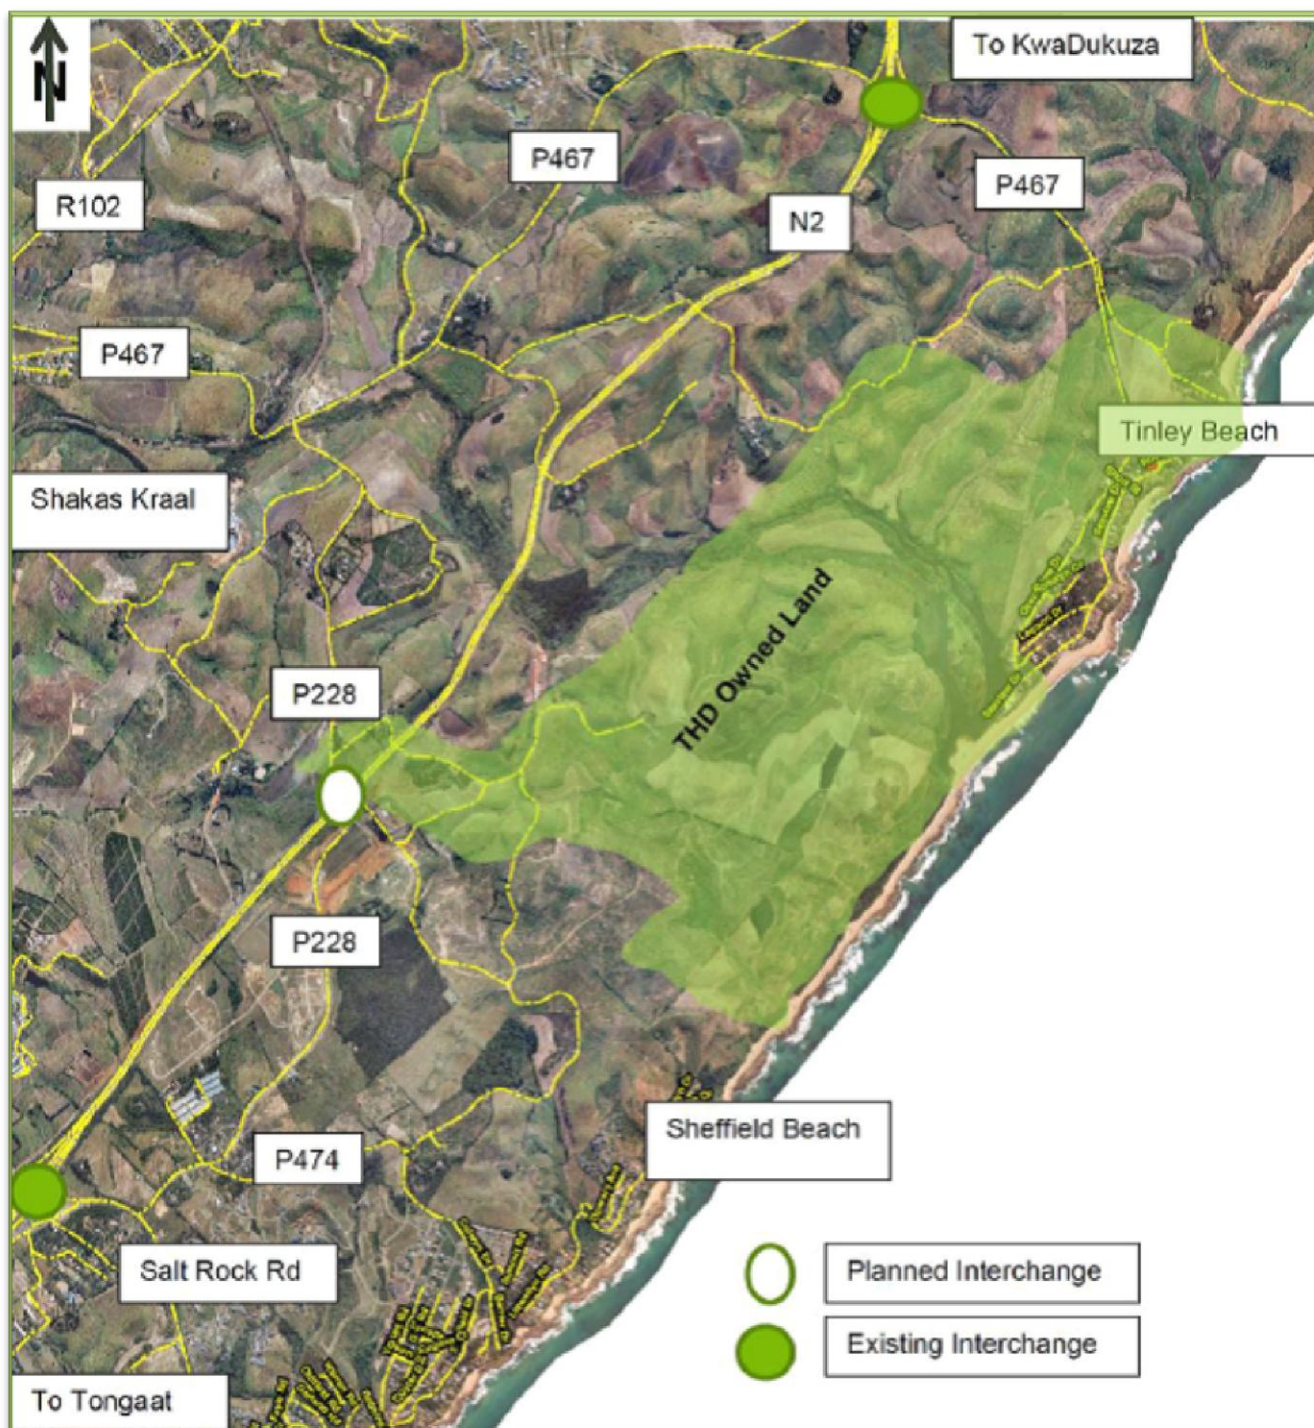 N
To KwaDukuza
P467
P467
R102
N2
P467
Tinley Beach
Shakas Kraal
THD Owned Land
P228
P228
Sheffield Beach
P474
Salt Rock Rd
Planned Interchange
Existing Interchange
To Tongaat